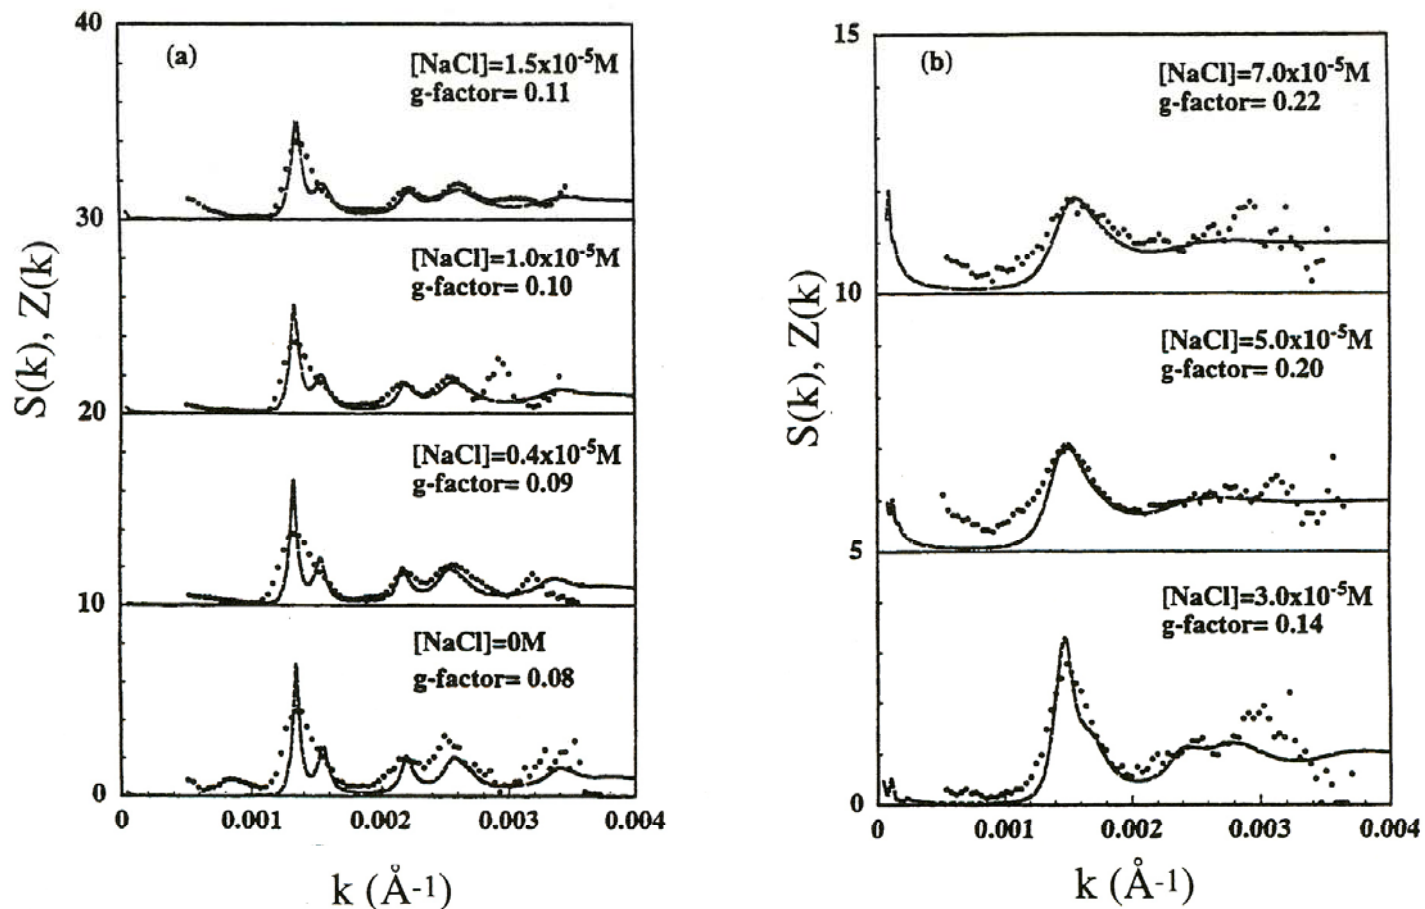 40
(a)
[NaCl]=1.5x10⁻⁵M
g-factor= 0.11
30
[NaCl]=1.0x10⁻⁵M
g-factor= 0.10
20
[NaCl]=0.4x10⁻⁵M
g-factor= 0.09
10
[NaCl]=0M
g-factor= 0.08
0
0 0.001 0.002 0.003 0.004
k (Å⁻¹)
S(k), Z(k)
15
(b)
[NaCl]=7.0x10⁻⁵M
g-factor= 0.22
10
[NaCl]=5.0x10⁻⁵M
g-factor= 0.20
5
[NaCl]=3.0x10⁻⁵M
g-factor= 0.14
0
0 0.001 0.002 0.003 0.004
k (Å⁻¹)
S(k), Z(k)